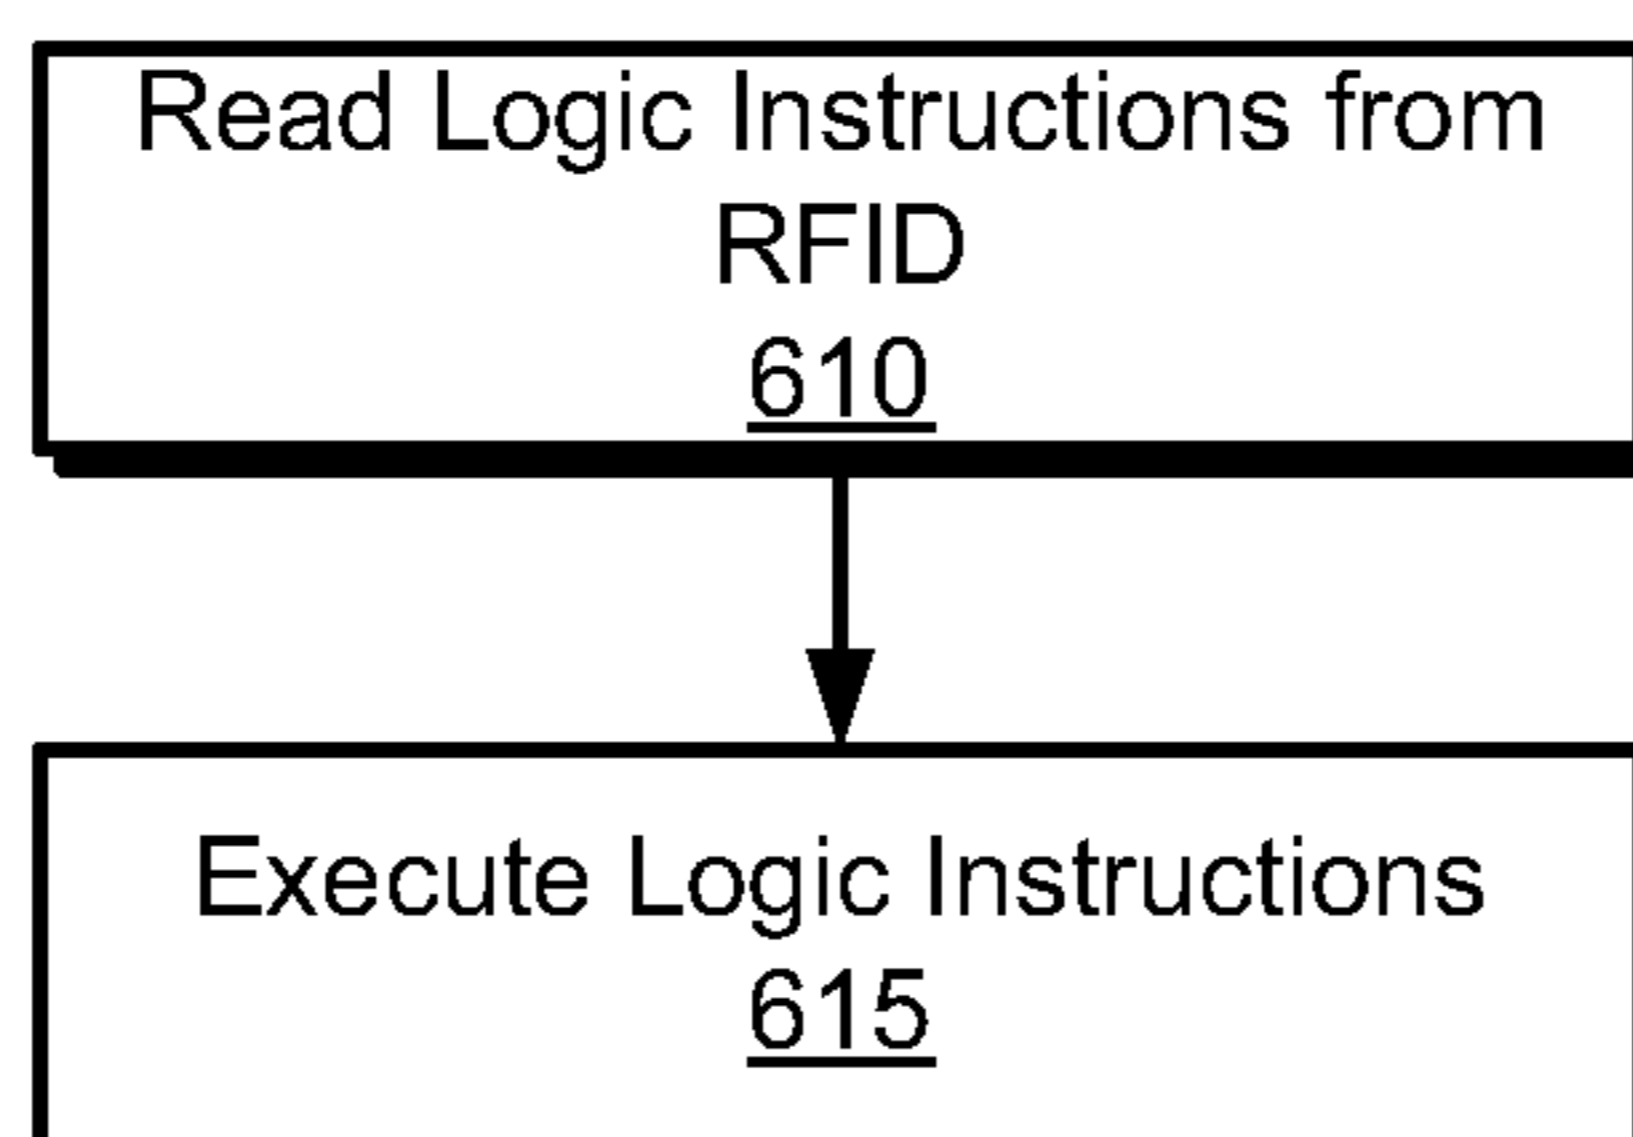 Read Logic Instructions from
RFID
610
Execute Logic Instructions
615